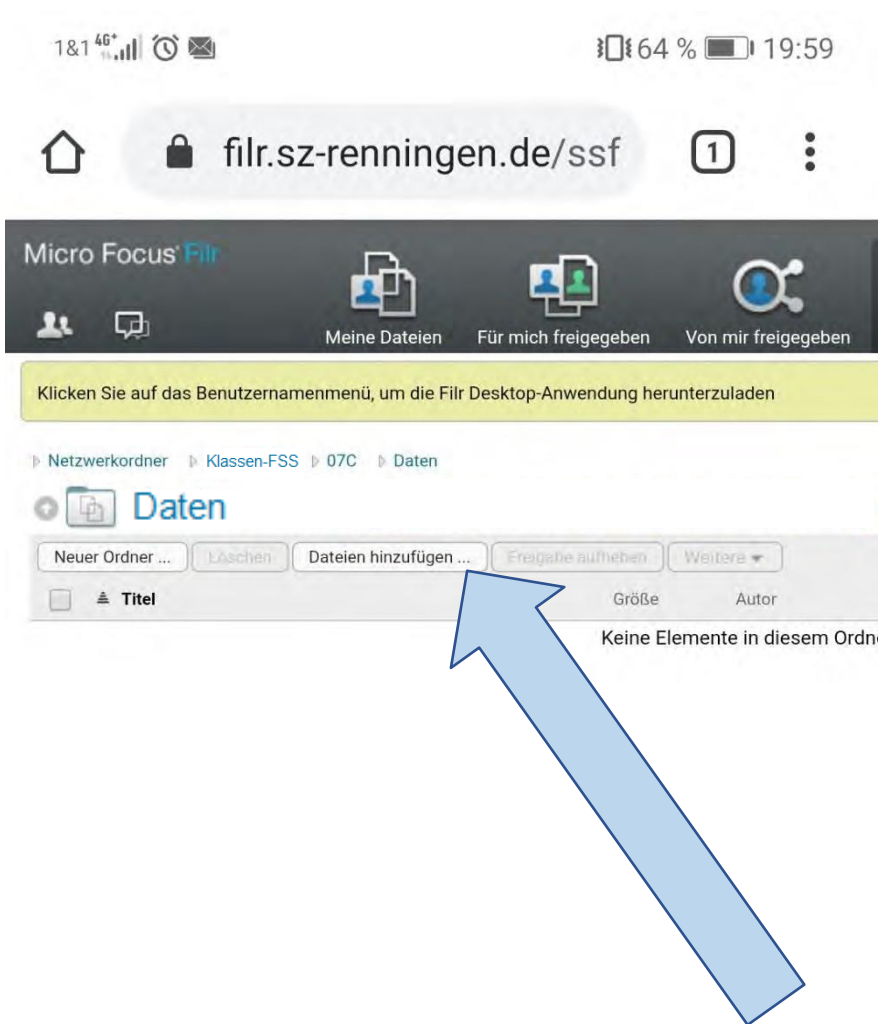 1&1 4G+ 64 % 19:59
filr.sz-renningen.de/ssf 1
Micro Focus Filr
Meine Dateien Für mich freigegeben Von mir freigegeben
Klicken Sie auf das Benutzernamenmenü, um die Filr Desktop-Anwendung herunterzuladen
Netzwerkordner Klassen-FSS 07C Daten
Daten
Neuer Ordner ... Löschen Dateien hinzufügen ... Freigabe aufheben Weitere
Titel Größe Autor
Keine Elemente in diesem Ordne